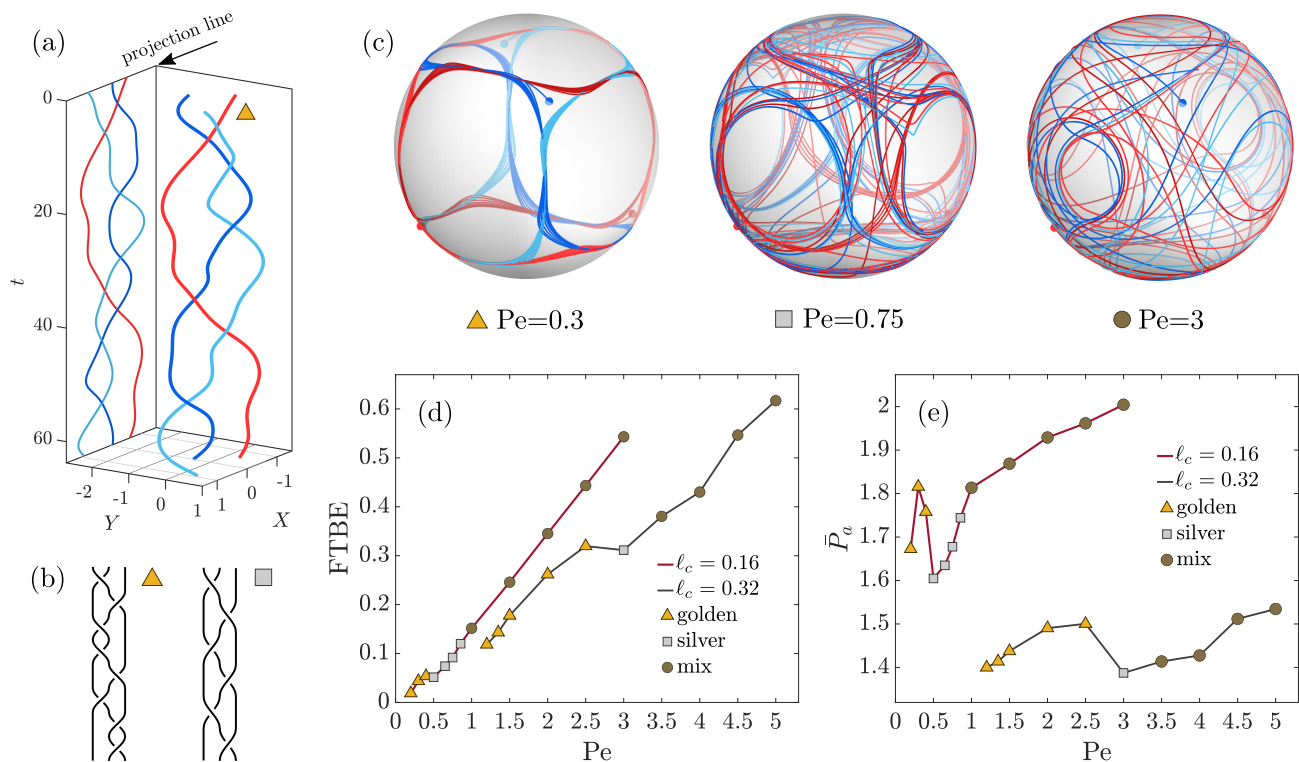 (a)
projection line
0
20
40
60
t
-2
-1
0
1
Y
1
0
-1
X
(b)
(c)
Pe=0.3
Pe=0.75
Pe=3
(d)
0.6
0.5
0.4
0.3
0.2
0.1
0
FTBE
ℓc = 0.16
ℓc = 0.32
golden
silver
mix
0 0.5 1 1.5 2 2.5 3 3.5 4 4.5 5
Pe
(e)
2
1.9
1.8
1.7
1.6
1.5
1.4
P̄a
ℓc = 0.16
ℓc = 0.32
golden
silver
mix
0 0.5 1 1.5 2 2.5 3 3.5 4 4.5 5
Pe